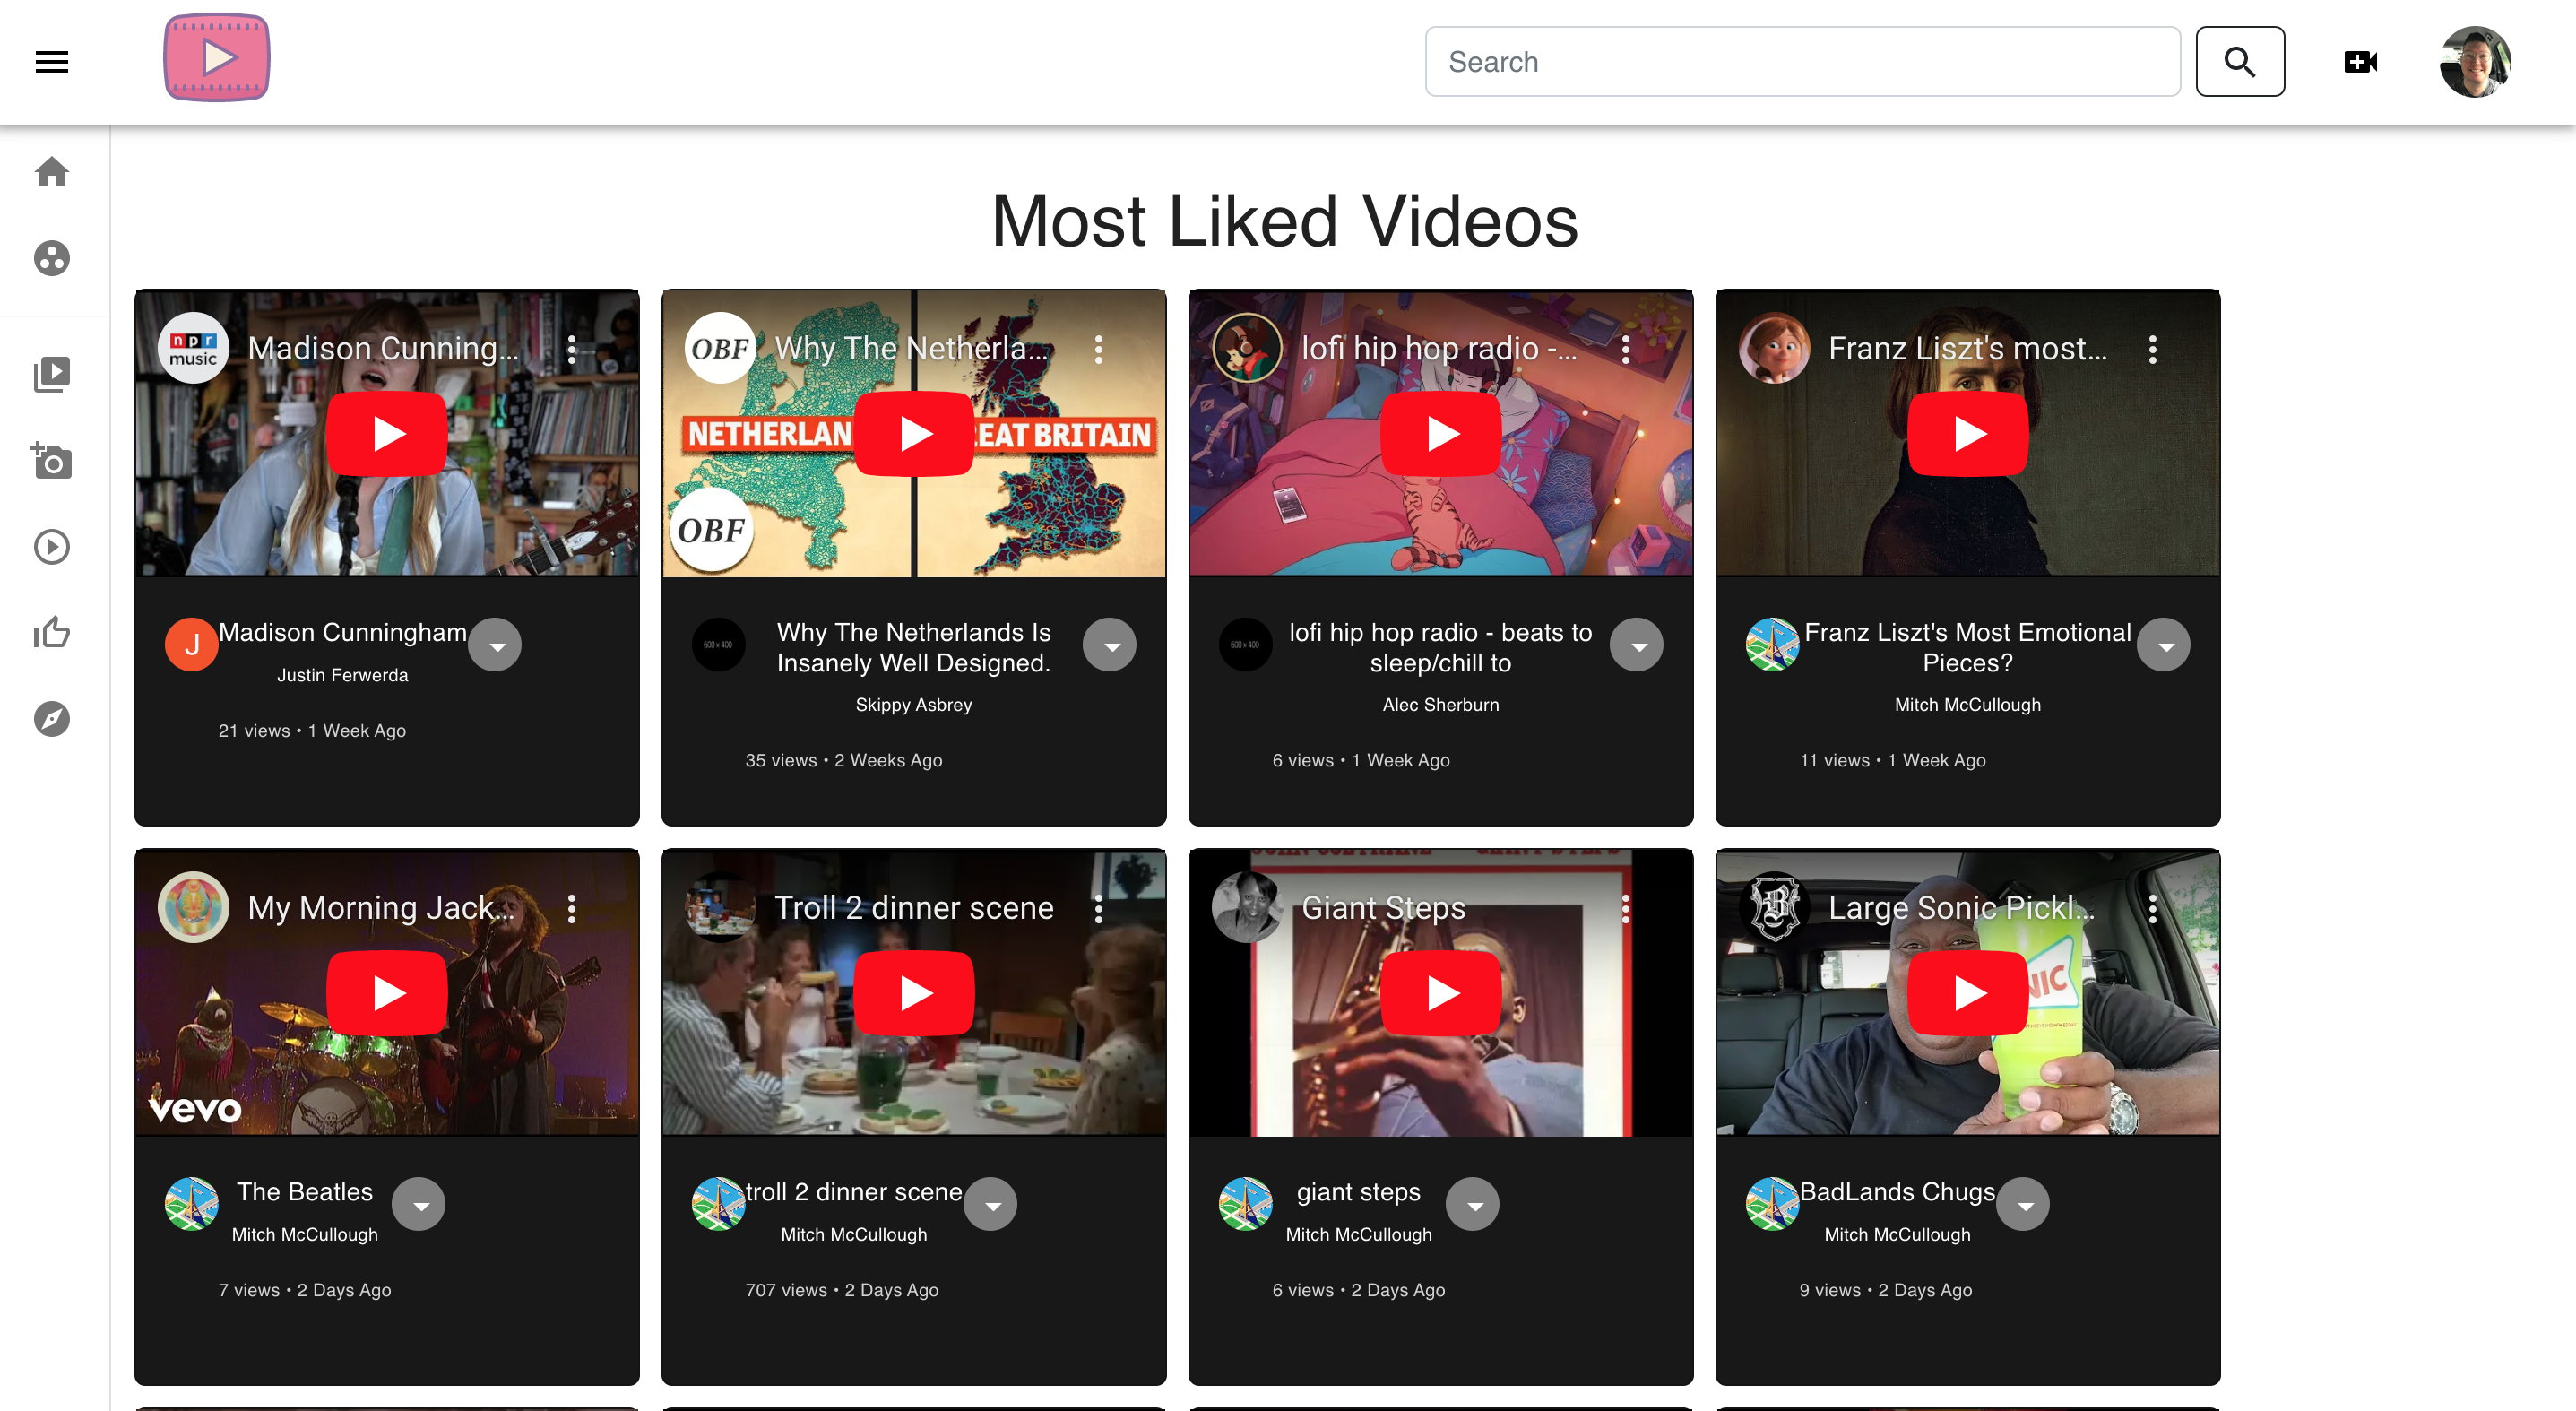 Search
Most Liked Videos
npr
music
Madison Cunning...
OBF
Why The Netherla...
NETHERLAN
EAT BRITAIN
OBF
lofi hip hop radio -...
Franz Liszt's most...
J
Madison Cunningham
Justin Ferwerda
21 views • 1 Week Ago
600 x 400
Why The Netherlands Is
Insanely Well Designed.
Skippy Asbrey
35 views • 2 Weeks Ago
600 x 400
lofi hip hop radio - beats to
sleep/chill to
Alec Sherburn
6 views • 1 Week Ago
Franz Liszt's Most Emotional
Pieces?
Mitch McCullough
11 views • 1 Week Ago
My Morning Jack...
vevo
Troll 2 dinner scene
Giant Steps
Large Sonic Pickl...
B
NIC
The Beatles
Mitch McCullough
7 views • 2 Days Ago
troll 2 dinner scene
Mitch McCullough
707 views • 2 Days Ago
giant steps
Mitch McCullough
6 views • 2 Days Ago
BadLands Chugs
Mitch McCullough
9 views • 2 Days Ago